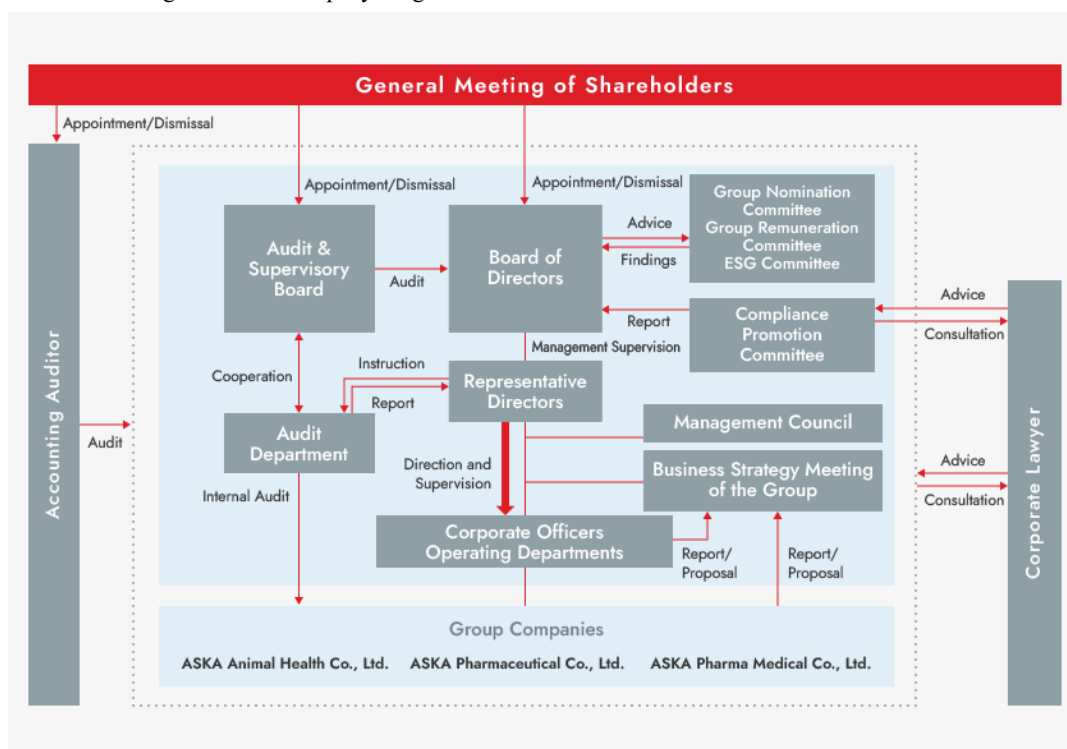 General Meeting of Shareholders
Appointment/Dismissal
Appointment/Dismissal
Appointment/Dismissal
Accounting Auditor
Audit
Audit &
Supervisory
Board
Audit
Board of
Directors
Advice
Findings
Group Nomination
Committee
Group Remuneration
Committee
ESG Committee
Report
Compliance
Promotion
Committee
Advice
Consultation
Corporate Lawyer
Management Supervision
Cooperation
Instruction
Report
Representative
Directors
Audit
Department
Management Council
Internal Audit
Direction and
Supervision
Business Strategy Meeting
of the Group
Advice
Consultation
Corporate Officers
Operating Departments
Report/
Proposal
Report/
Proposal
Group Companies
ASKA Animal Health Co., Ltd.
ASKA Pharmaceutical Co., Ltd.
ASKA Pharma Medical Co., Ltd.